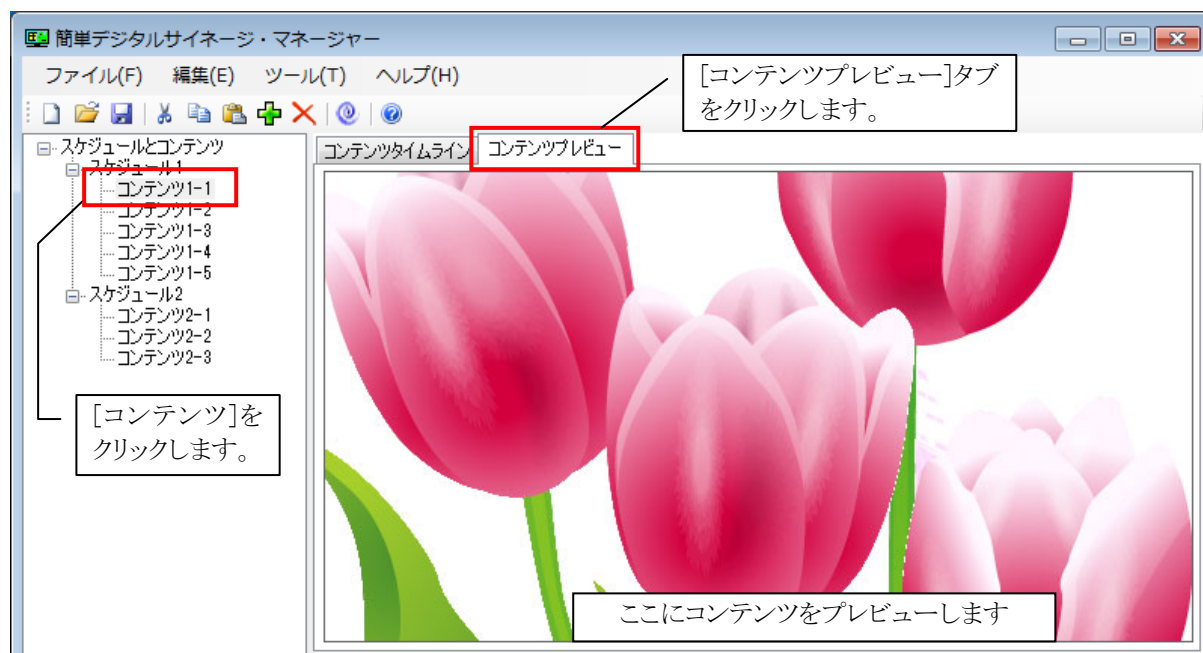 簡単デジタルサイネージ・マネージャー
ファイル(F) 編集(E) ツール(T) ヘルプ(H)
[コンテンツプレビュー]タブ
をクリックします。
コンテンツタイムライン コンテンツプレビュー
スケジュールとコンテンツ
スケジュール1
コンテンツ1-1
コンテンツ1-2
コンテンツ1-3
コンテンツ1-4
コンテンツ1-5
スケジュール2
コンテンツ2-1
コンテンツ2-2
コンテンツ2-3
[コンテンツ]を
クリックします。
ここにコンテンツをプレビューします